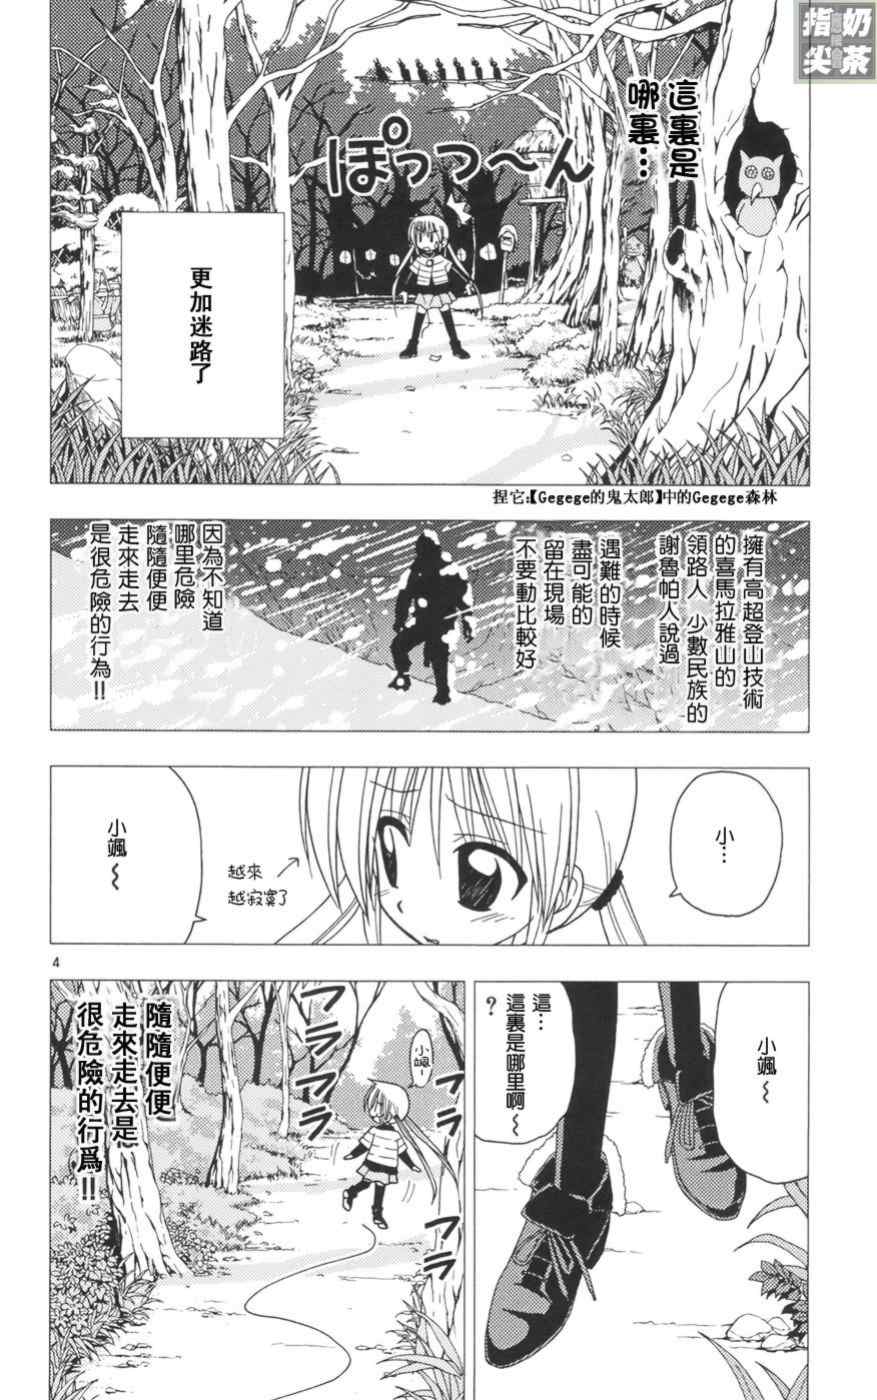 指奶
尖茶
這裏是
哪裏…
ぽっつ～ん
更加迷路了
捏它:【Gegege的鬼太郎】中的Gegege森林
擁有高超登山技術
的喜馬拉雅山的
領路人 少數民族的
謝魯帕人說過
遇難的時候
盡可能的
留在現場
不要動比較好
因為不知道
哪里危險
隨隨便便
走來走去
是很危險的行為!!
小…
越來
越寂寞了
小颯～
4
小颯～
這…
這裏是哪里啊～
?
フラフラ
小颯～
フラフラ
隨隨便便
走來走去是
很危險的行爲!!